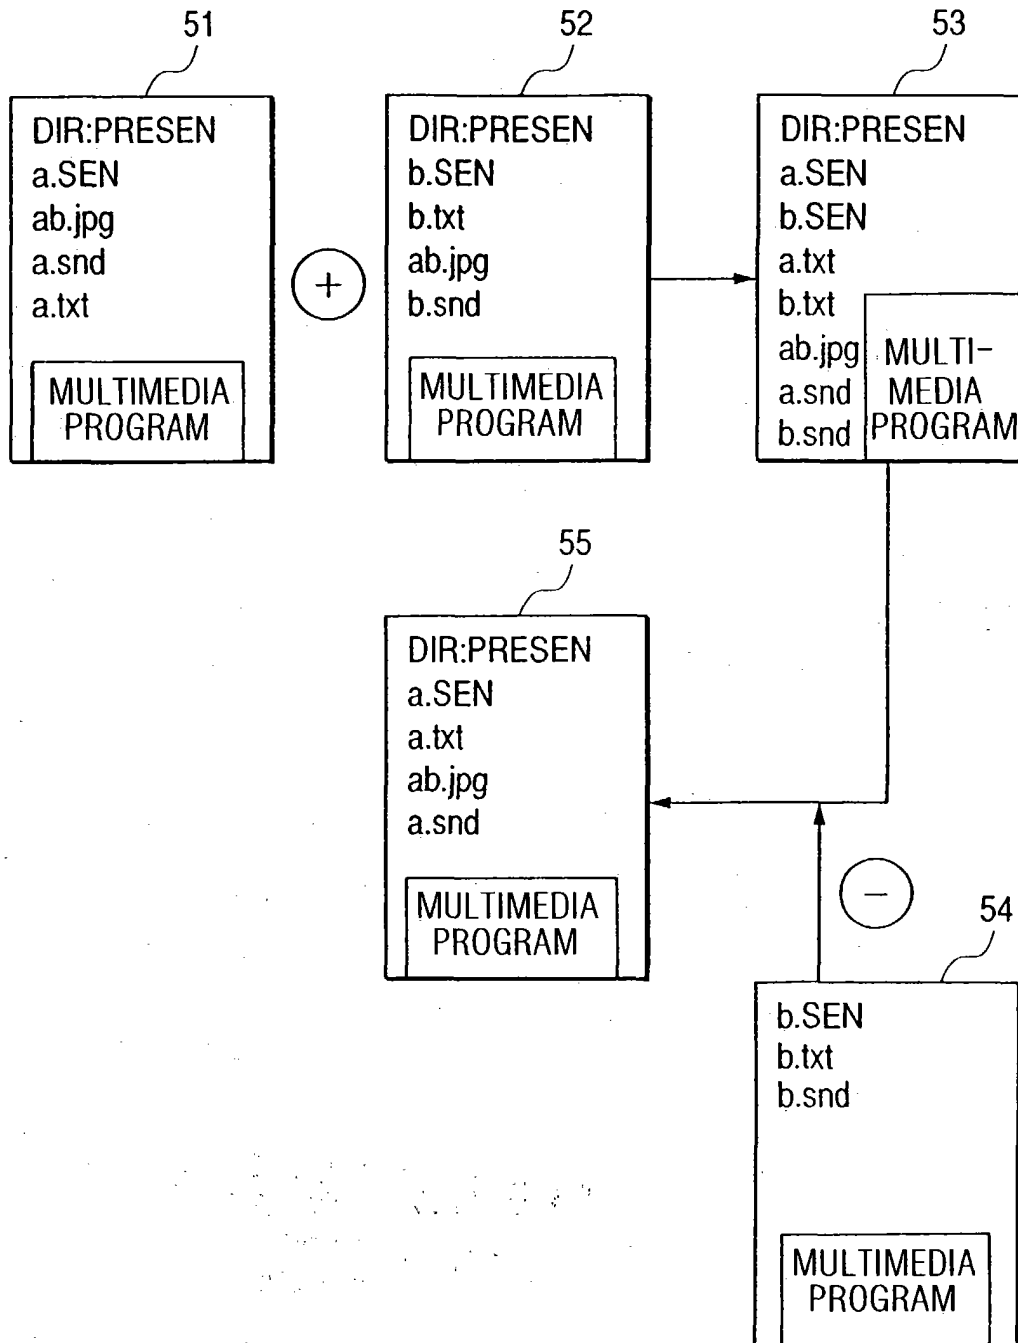 51
DIR:PRESEN
a.SEN
ab.jpg
a.snd
a.txt
MULTIMEDIA
PROGRAM
+
52
DIR:PRESEN
b.SEN
b.txt
ab.jpg
b.snd
MULTIMEDIA
PROGRAM
53
DIR:PRESEN
a.SEN
b.SEN
a.txt
b.txt
ab.jpg
a.snd
b.snd
MULTI-
MEDIA
PROGRAM
55
DIR:PRESEN
a.SEN
a.txt
ab.jpg
a.snd
MULTIMEDIA
PROGRAM
−
54
b.SEN
b.txt
b.snd
MULTIMEDIA
PROGRAM